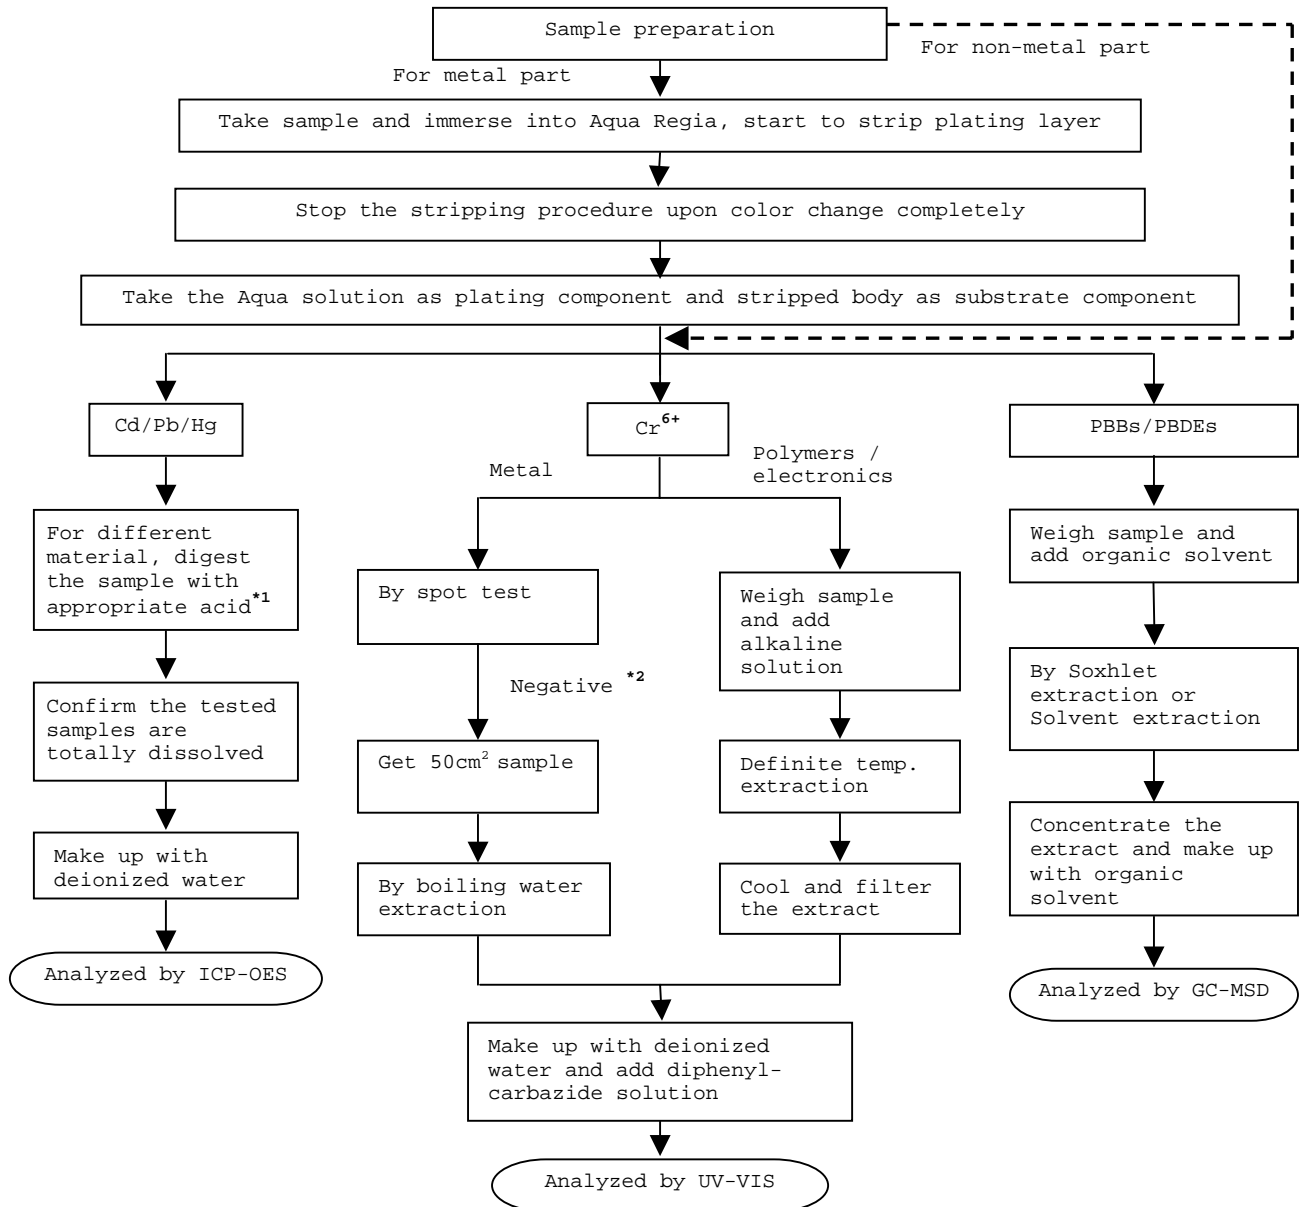 Sample preparation
For non-metal part
For metal part
Take sample and immerse into Aqua Regia, start to strip plating layer
Stop the stripping procedure upon color change completely
Take the Aqua solution as plating component and stripped body as substrate component
Cd/Pb/Hg
Cr⁶⁺
PBBs/PBDEs
Metal
Polymers /
electronics
For different
material, digest
the sample with
appropriate acid*1
Confirm the tested
samples are
totally dissolved
Make up with
deionized water
Analyzed by ICP-OES
By spot test
Negative *2
Get 50cm² sample
By boiling water
extraction
Weigh sample
and add
alkaline
solution
Definite temp.
extraction
Cool and filter
the extract
Make up with deionized
water and add diphenyl-
carbazide solution
Analyzed by UV-VIS
Weigh sample and
add organic solvent
By Soxhlet
extraction or
Solvent extraction
Concentrate the
extract and make up
with organic
solvent
Analyzed by GC-MSD